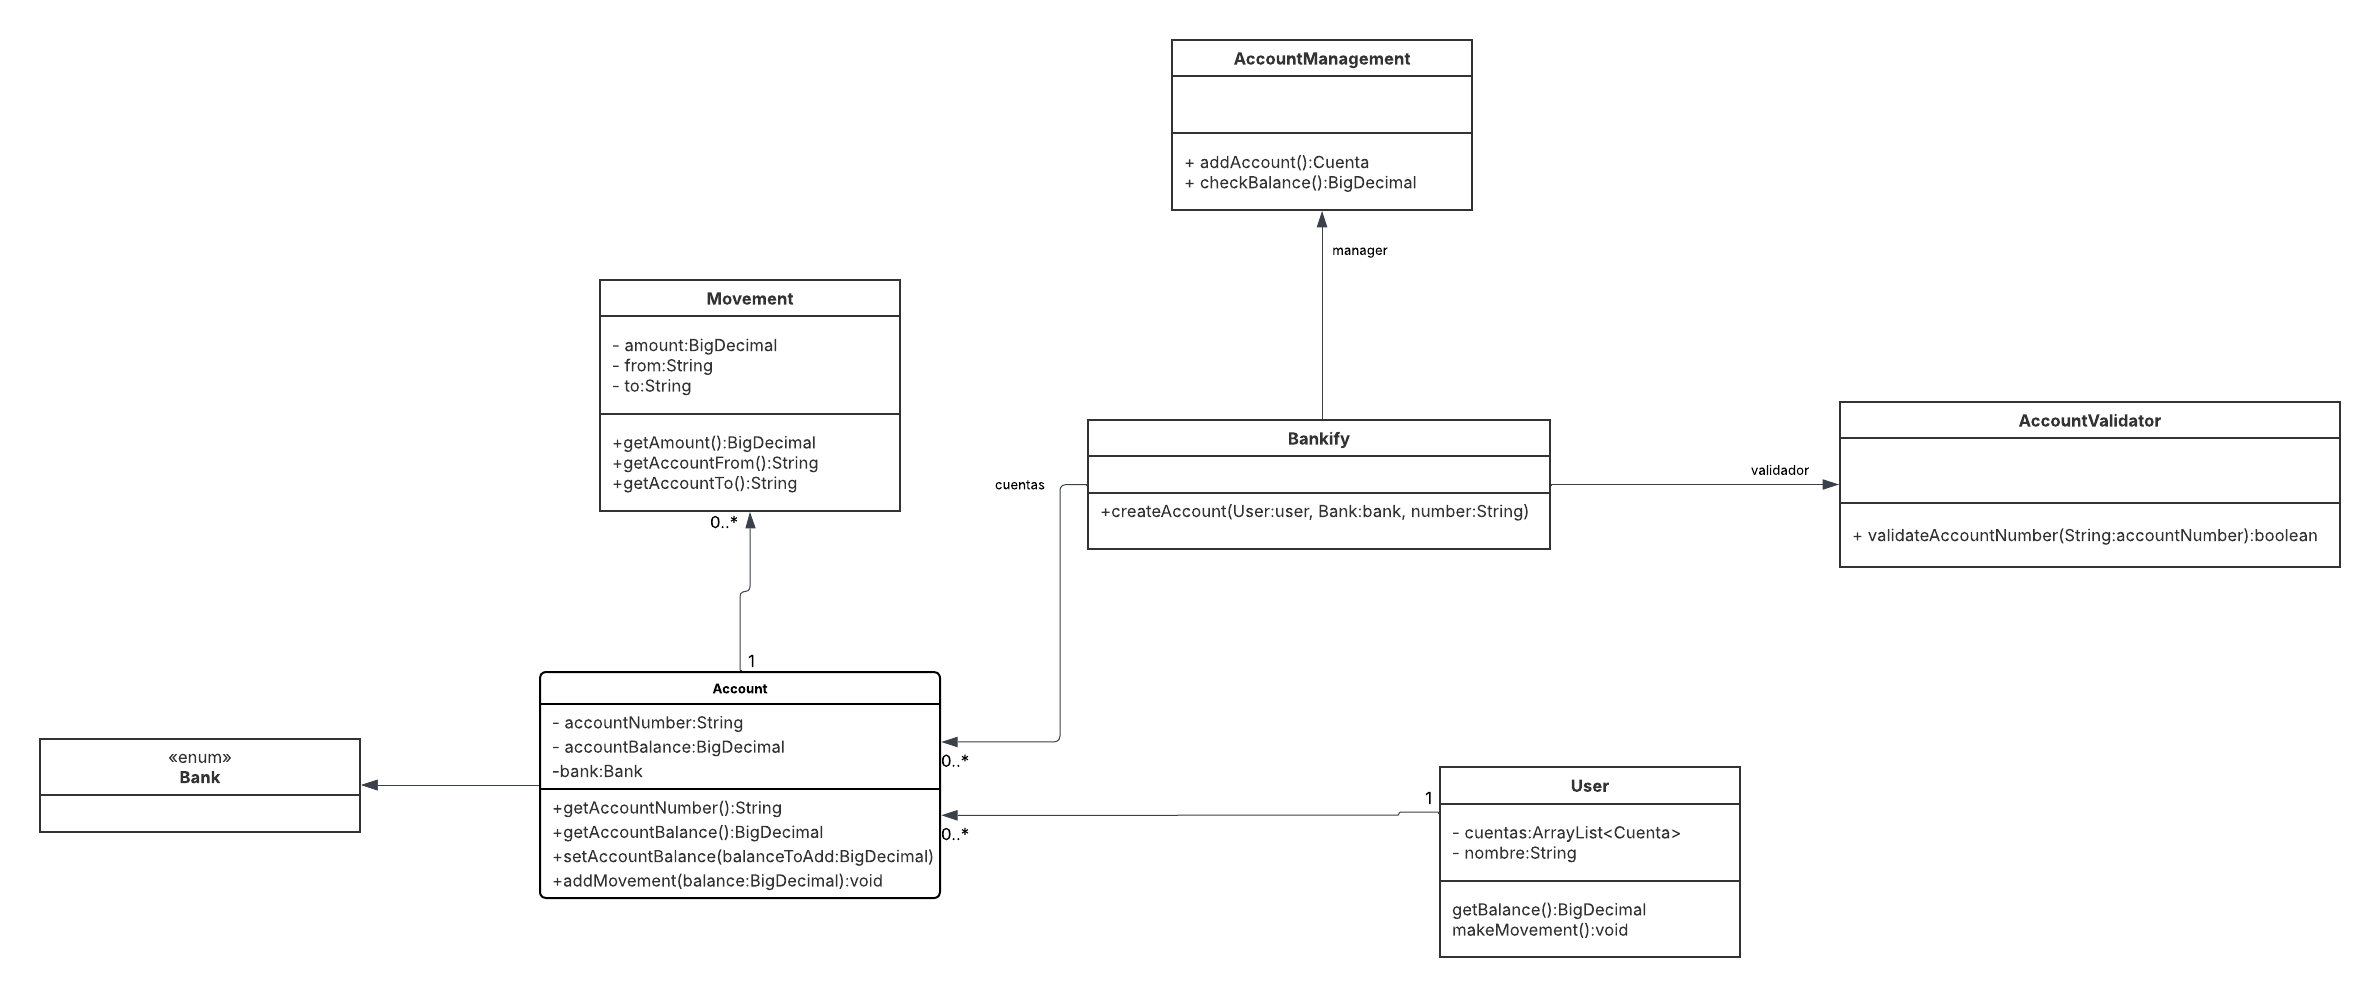 AccountManagement
+ addAccount():Cuenta
+ checkBalance():BigDecimal
manager
Movement
- amount:BigDecimal
- from:String
- to:String
+getAmount():BigDecimal
+getAccountFrom():String
+getAccountTo():String
0..*
1
Bankify
+createAccount(User:user, Bank:bank, number:String)
cuentas
validador
AccountValidator
+ validateAccountNumber(String:accountNumber):boolean
Account
- accountNumber:String
- accountBalance:BigDecimal
-bank:Bank
+getAccountNumber():String
+getAccountBalance():BigDecimal
+setAccountBalance(balanceToAdd:BigDecimal)
+addMovement(balance:BigDecimal):void
0..*
0..*
«enum»
Bank
1
User
- cuentas:ArrayList<Cuenta>
- nombre:String
getBalance():BigDecimal
makeMovement():void